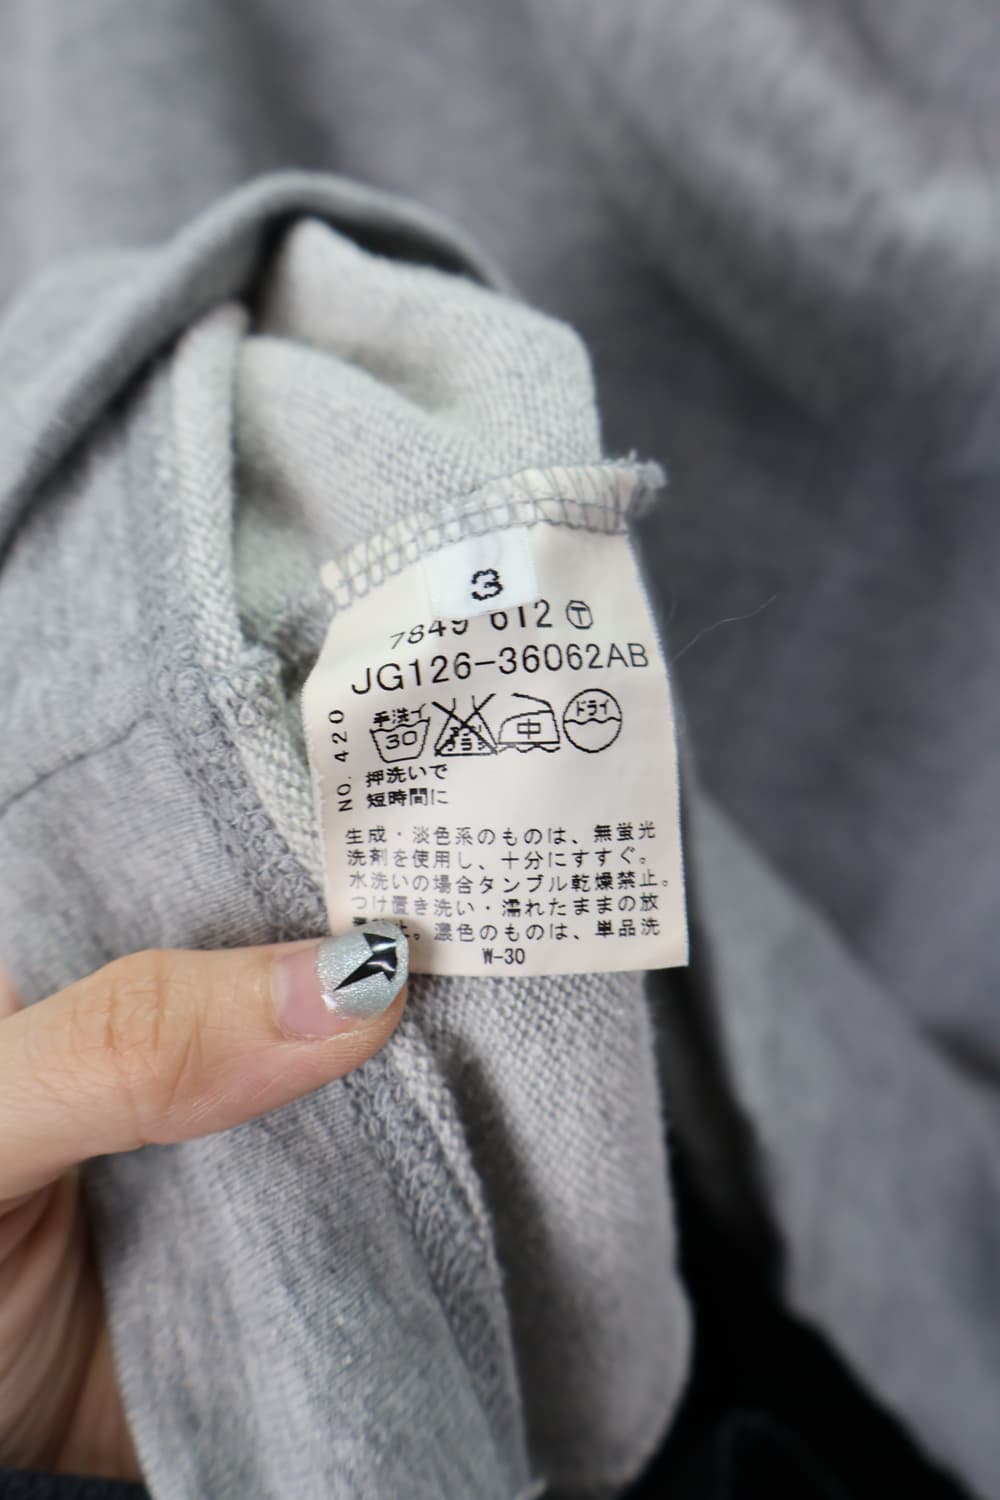 3
7849 612 Ⓣ
JG126-36062AB
手洗イ 30 中 ドライ
NO. 420
押洗いで
短時間に
生成・淡色系のものは、無蛍光
洗剤を使用し、十分にすすぐ。
水洗いの場合タンブル乾燥禁止。
つけ置き洗い・濡れたままの放
止。濃色のものは、単品洗
W-30